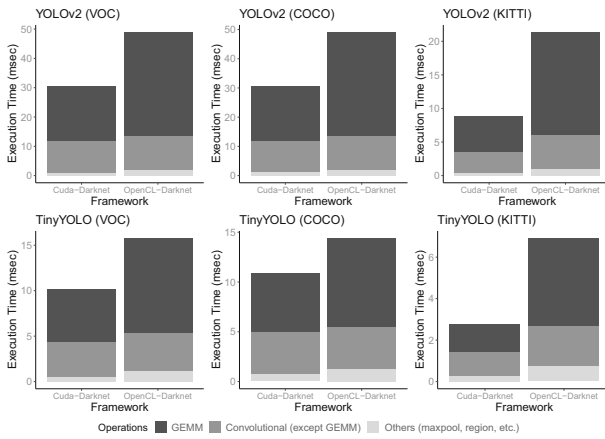 YOLOv2 (VOC)
YOLOv2 (COCO)
YOLOv2 (KITTI)
Execution Time (msec)
50
40
30
20
10
0
Cuda−Darknet
OpenCL−Darknet
Framework
Execution Time (msec)
50
40
30
20
10
0
Cuda−Darknet
OpenCL−Darknet
Framework
Execution Time (msec)
20
15
10
5
0
Cuda−Darknet
OpenCL−Darknet
Framework
TinyYOLO (VOC)
TinyYOLO (COCO)
TinyYOLO (KITTI)
Execution Time (msec)
15
10
5
0
Cuda−Darknet
OpenCL−Darknet
Framework
Execution Time (msec)
15
10
5
0
Cuda−Darknet
OpenCL−Darknet
Framework
Execution Time (msec)
6
4
2
0
Cuda−Darknet
OpenCL−Darknet
Framework
Operations GEMM Convolutional (except GEMM) Others (maxpool, region, etc.)